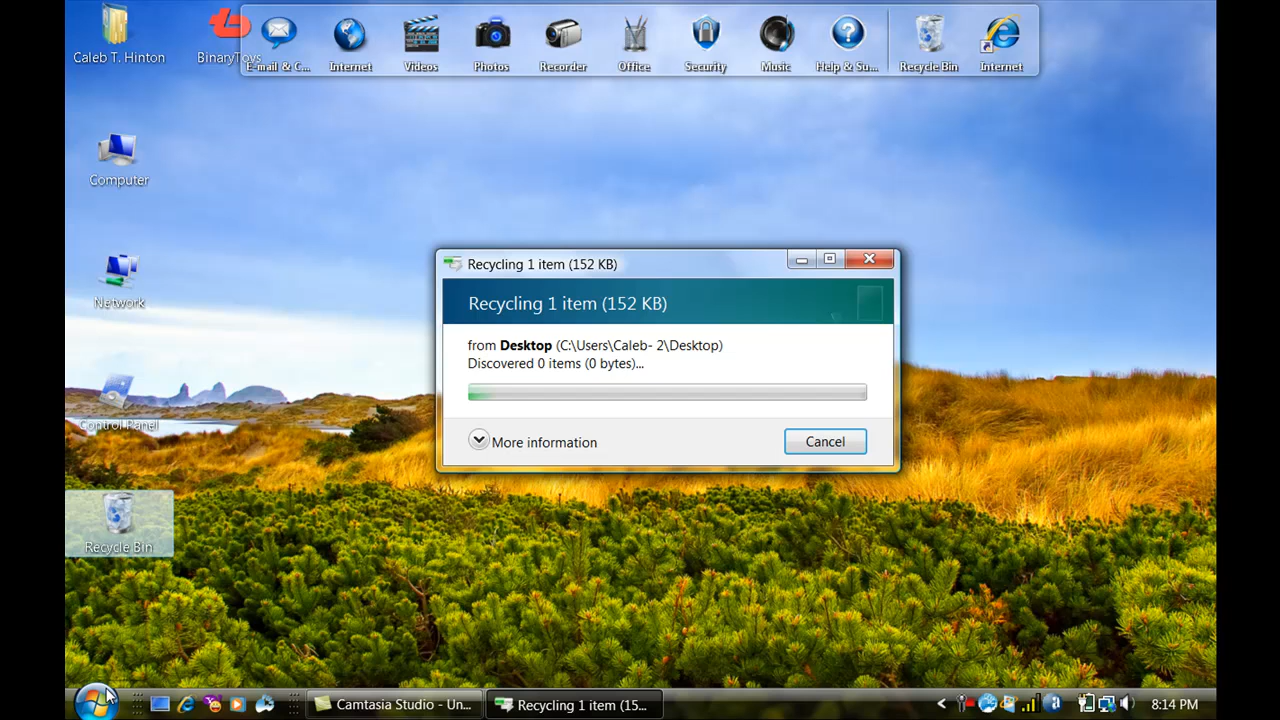 Caleb T. Hinton
BinaryToys
E-mail & C...
Internet
Videos
Photos
Recorder
Office
Security
Music
Help & Su...
Recycle Bin
Internet
Computer
Network
Control Panel
Recycle Bin
Recycling 1 item (152 KB)
Recycling 1 item (152 KB)
from Desktop (C:\Users\Caleb- 2\Desktop)
Discovered 0 items (0 bytes)...
More information
Cancel
Camtasia Studio - Un...
Recycling 1 item (15...
8:14 PM